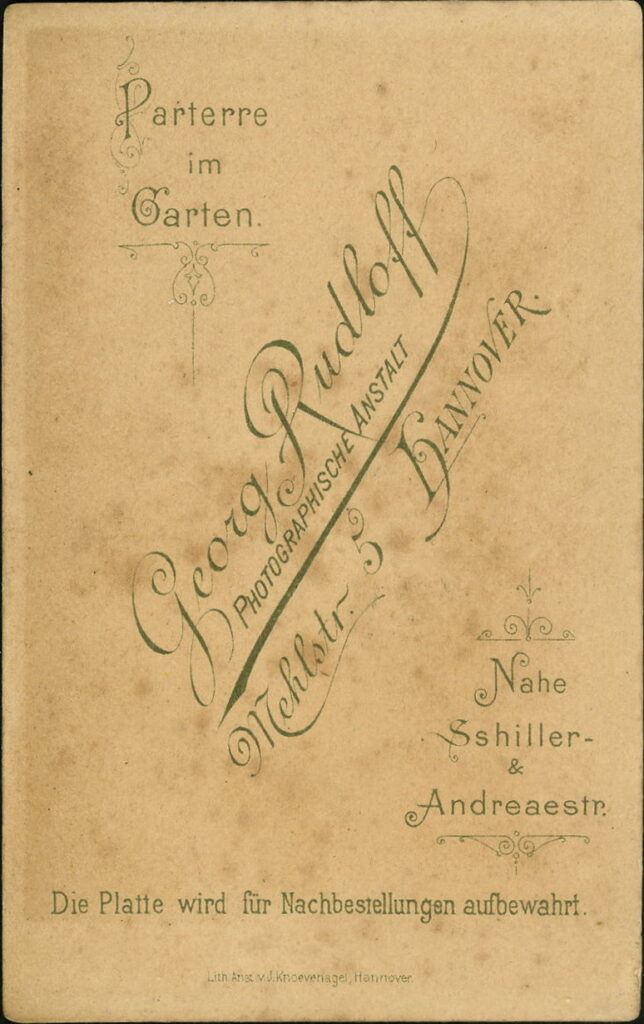 Parterre
im
Garten.
Georg Rudloff
PHOTOGRAPHISCHE ANSTALT
Mehlstr. 5 HANNOVER.
Nahe
Sshiller-
&
Andreaestr.
Die Platte wird für Nachbestellungen aufbewahrt.
Lith. Anst. v. J. Knoevenagel, Hannover.